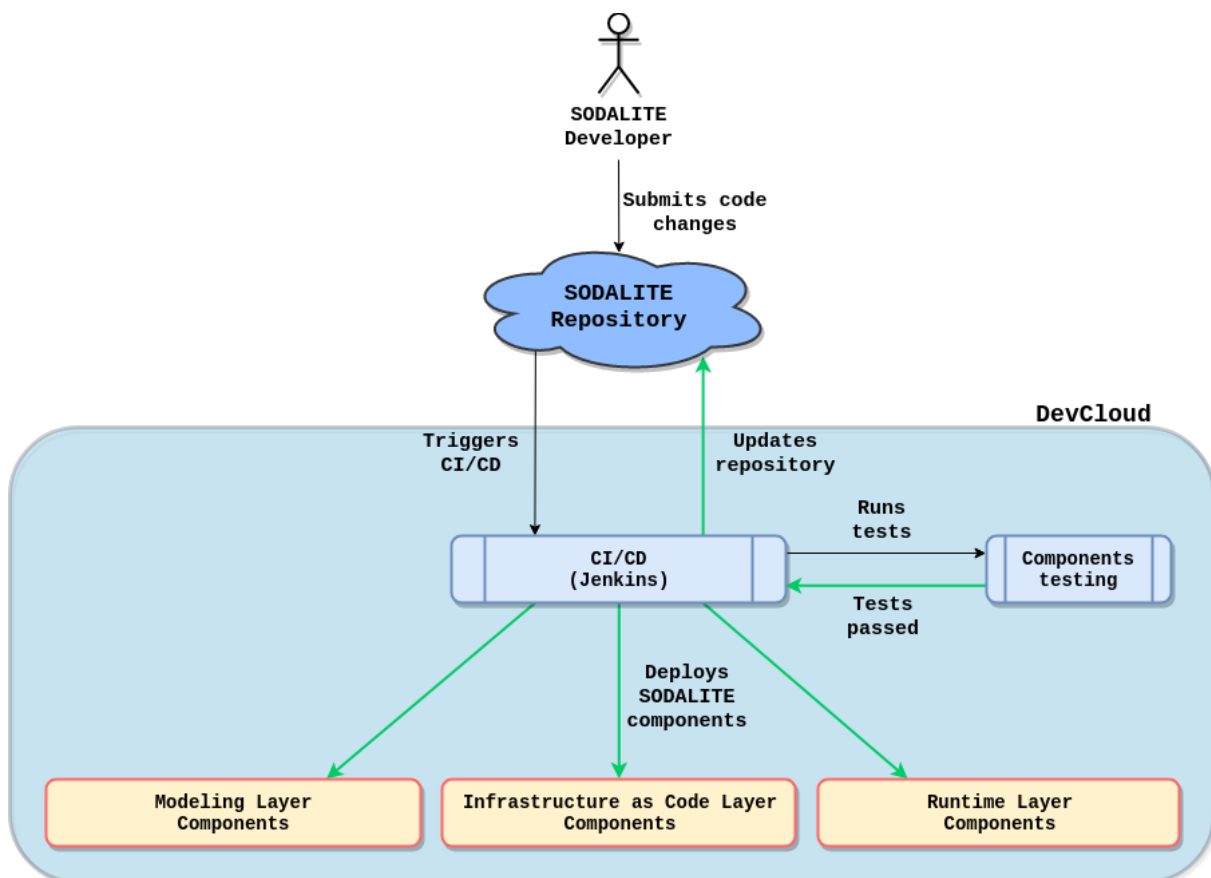 SODALITE
Developer
Submits code
changes
SODALITE
Repository
DevCloud
Triggers
CI/CD
Updates
repository
Runs
tests
CI/CD
(Jenkins)
Components
testing
Tests
passed
Deploys
SODALITE
components
Modeling Layer
Components
Infrastructure as Code Layer
Components
Runtime Layer
Components